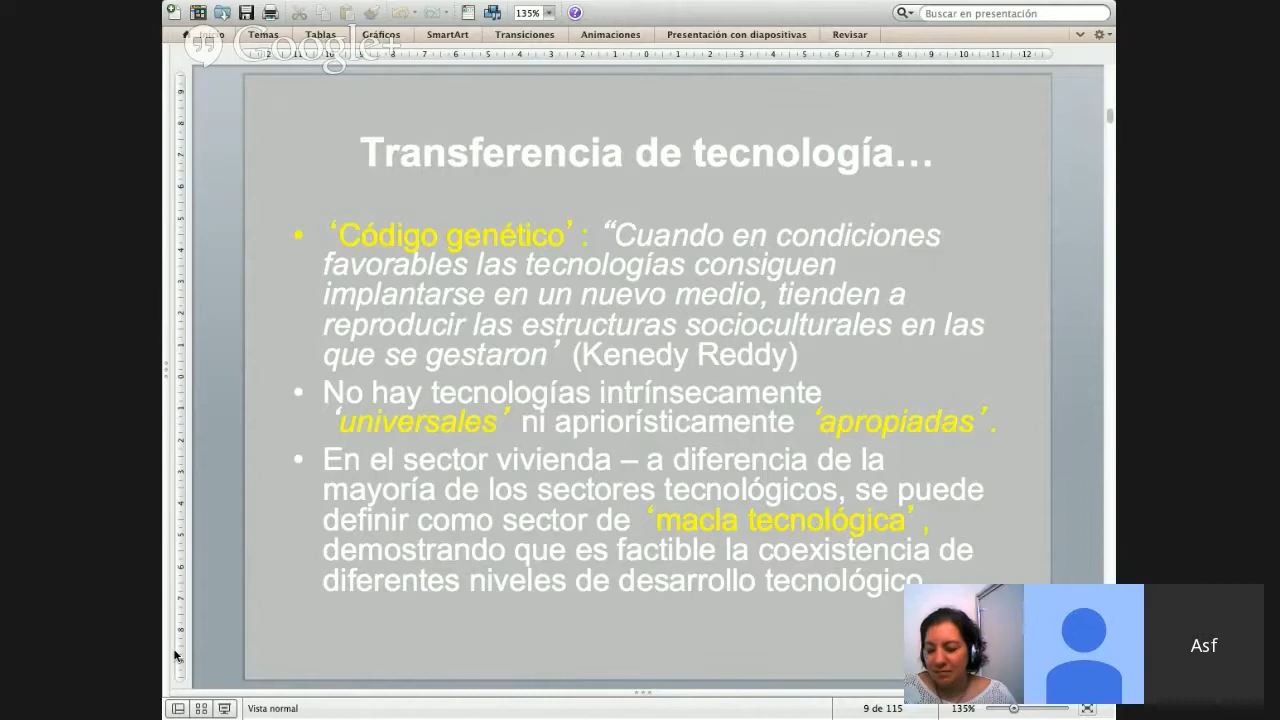 135%
Buscar en presentación
Inicio Temas Tablas Gráficos SmartArt Transiciones Animaciones Presentación con diapositivas Revisar
Google+
Transferencia de tecnología…
• ‘Código genético’ : “Cuando en condiciones
favorables las tecnologías consiguen
implantarse en un nuevo medio, tienden a
reproducir las estructuras socioculturales en las
que se gestaron’ (Kenedy Reddy)
• No hay tecnologías intrínsecamente
‘universales’ ni apriorísticamente ‘apropiadas’ .
• En el sector vivienda – a diferencia de la
mayoría de los sectores tecnológicos, se puede
definir como sector de ‘macla tecnológica’ ,
demostrando que es factible la coexistencia de
diferentes niveles de desarrollo tecnológico
Asf
Vista normal
9 de 115
135%